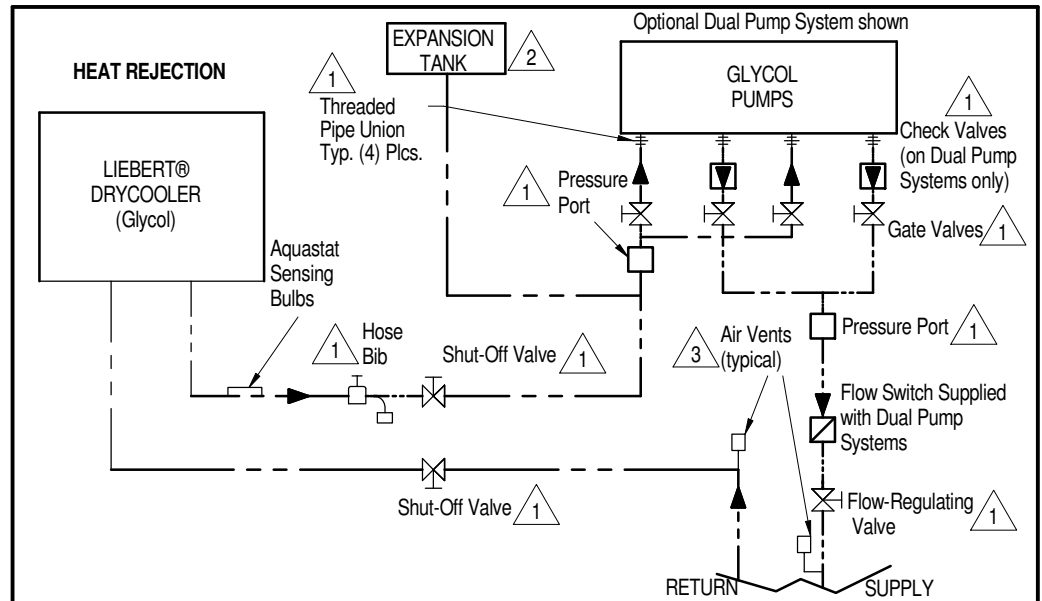 Optional Dual Pump System shown
HEAT REJECTION
EXPANSION
TANK
2
1
Threaded
Pipe Union
Typ. (4) Plcs.
GLYCOL
PUMPS
1
Check Valves
(on Dual Pump
Systems only)
LIEBERT®
DRYCOOLER
(Glycol)
1
Pressure
Port
Gate Valves
1
Aquastat
Sensing
Bulbs
1
Hose
Bib
Shut-Off Valve
1
3
Air Vents
(typical)
Pressure Port
1
Flow Switch Supplied
with Dual Pump
Systems
Shut-Off Valve
1
Flow-Regulating
Valve
1
RETURN
SUPPLY